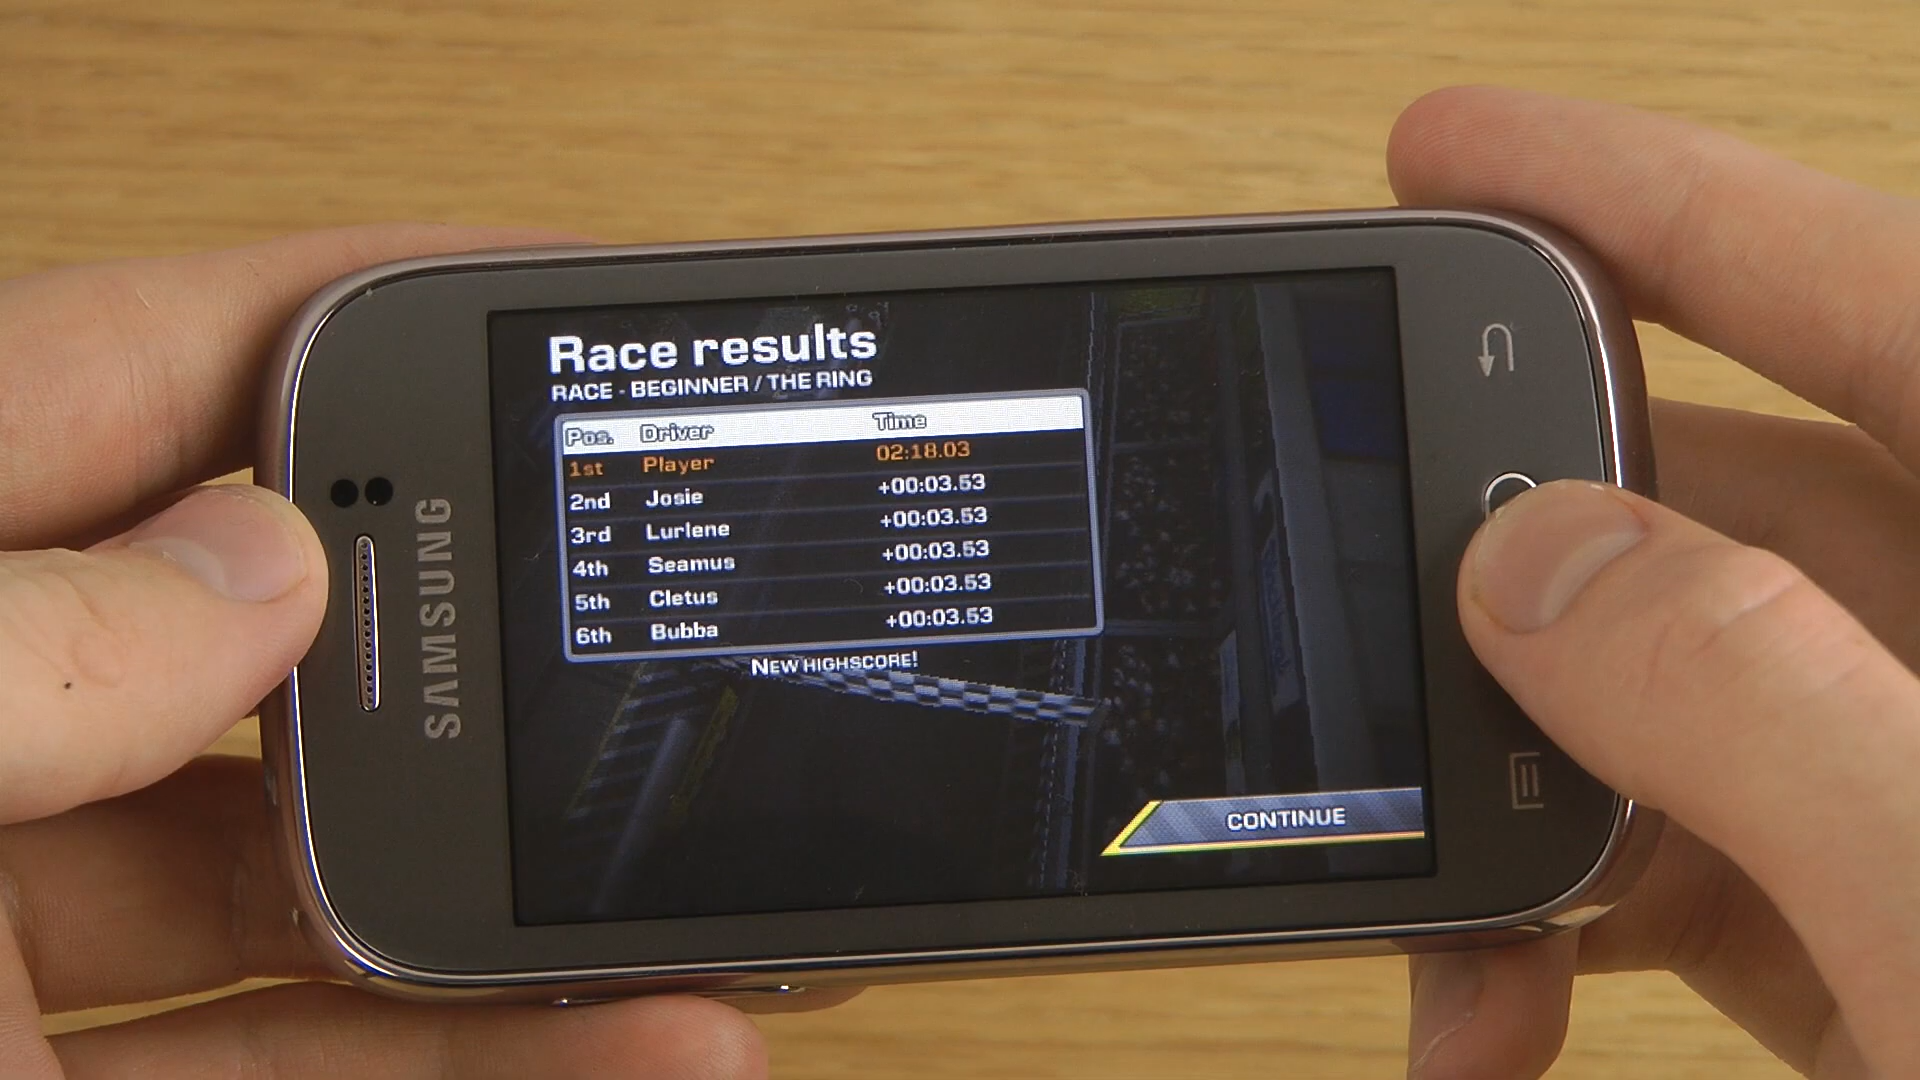 Race results
RACE - BEGINNER / THE RING
Pos. Driver Time
1st Player 02:18.03
2nd Josie +00:03.53
3rd Lurlene +00:03.53
4th Seamus +00:03.53
5th Cletus +00:03.53
6th Bubba +00:03.53
NEW HIGHSCORE!
CONTINUE
SAMSUNG